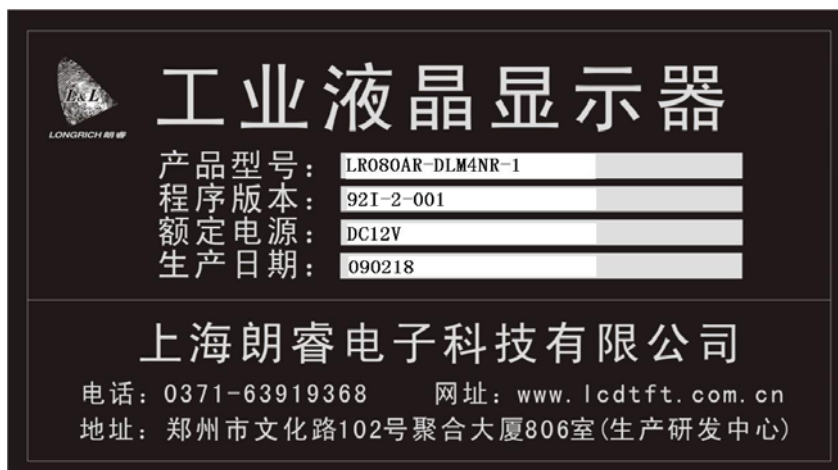 工业液晶显示器
L&L
LONGRICH 朗睿
产品型号: LR080AR-DLM4NR-1
程序版本: 92I-2-001
额定电源: DC12V
生产日期: 090218
上海朗睿电子科技有限公司
电话: 0371-63919368 网址: www.lcdtft.com.cn
地址: 郑州市文化路102号聚合大厦806室(生产研发中心)